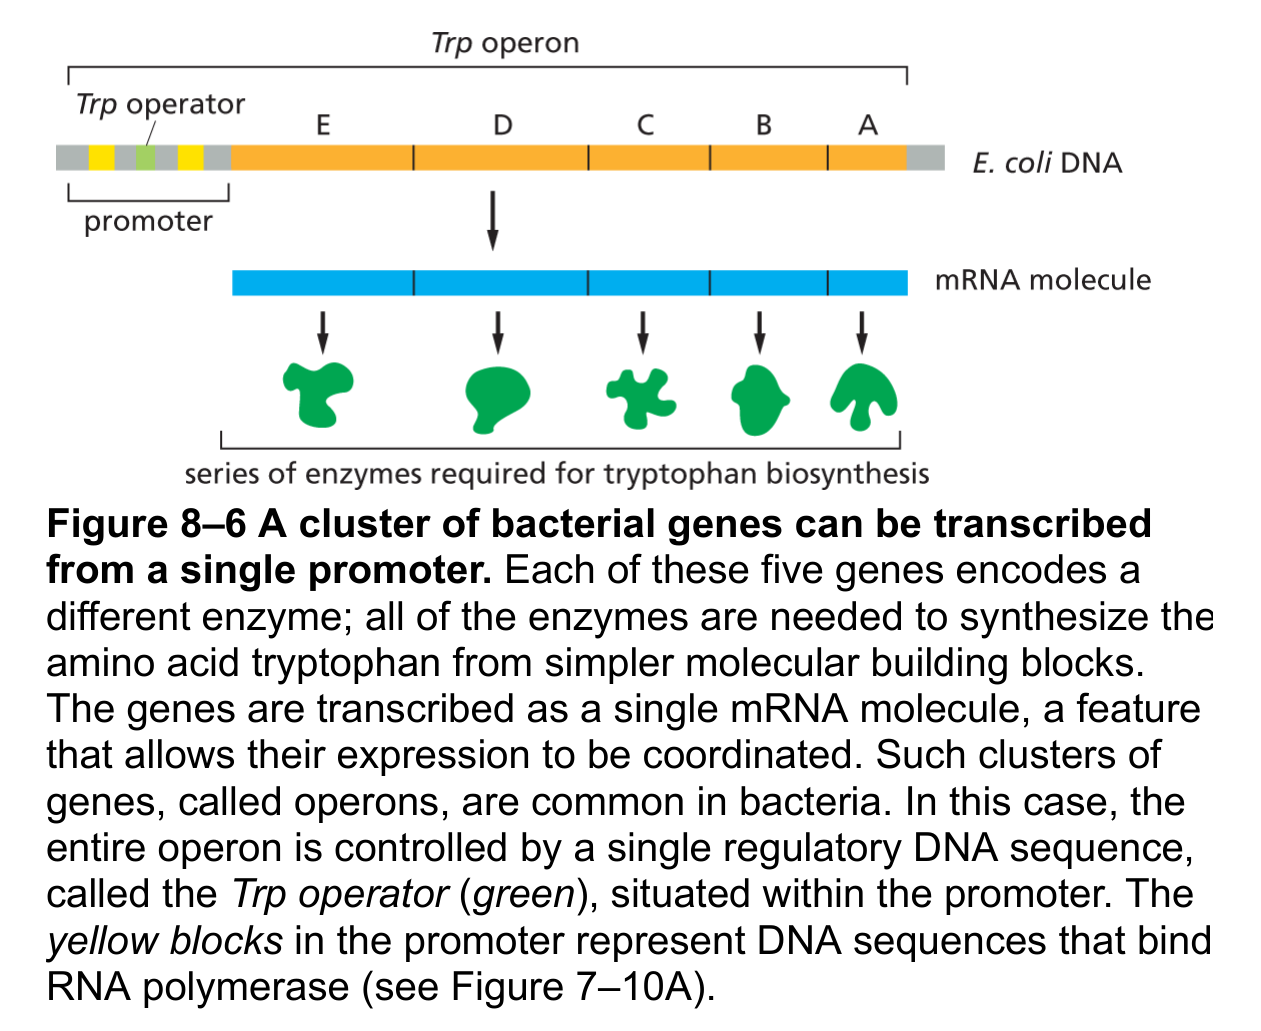 Trp operon
Trp operator
E D C B A
E. coli DNA
promoter
mRNA molecule
series of enzymes required for tryptophan biosynthesis
Figure 8–6 A cluster of bacterial genes can be transcribed
from a single promoter. Each of these five genes encodes a
different enzyme; all of the enzymes are needed to synthesize the
amino acid tryptophan from simpler molecular building blocks.
The genes are transcribed as a single mRNA molecule, a feature
that allows their expression to be coordinated. Such clusters of
genes, called operons, are common in bacteria. In this case, the
entire operon is controlled by a single regulatory DNA sequence,
called the Trp operator (green), situated within the promoter. The
yellow blocks in the promoter represent DNA sequences that bind
RNA polymerase (see Figure 7–10A).